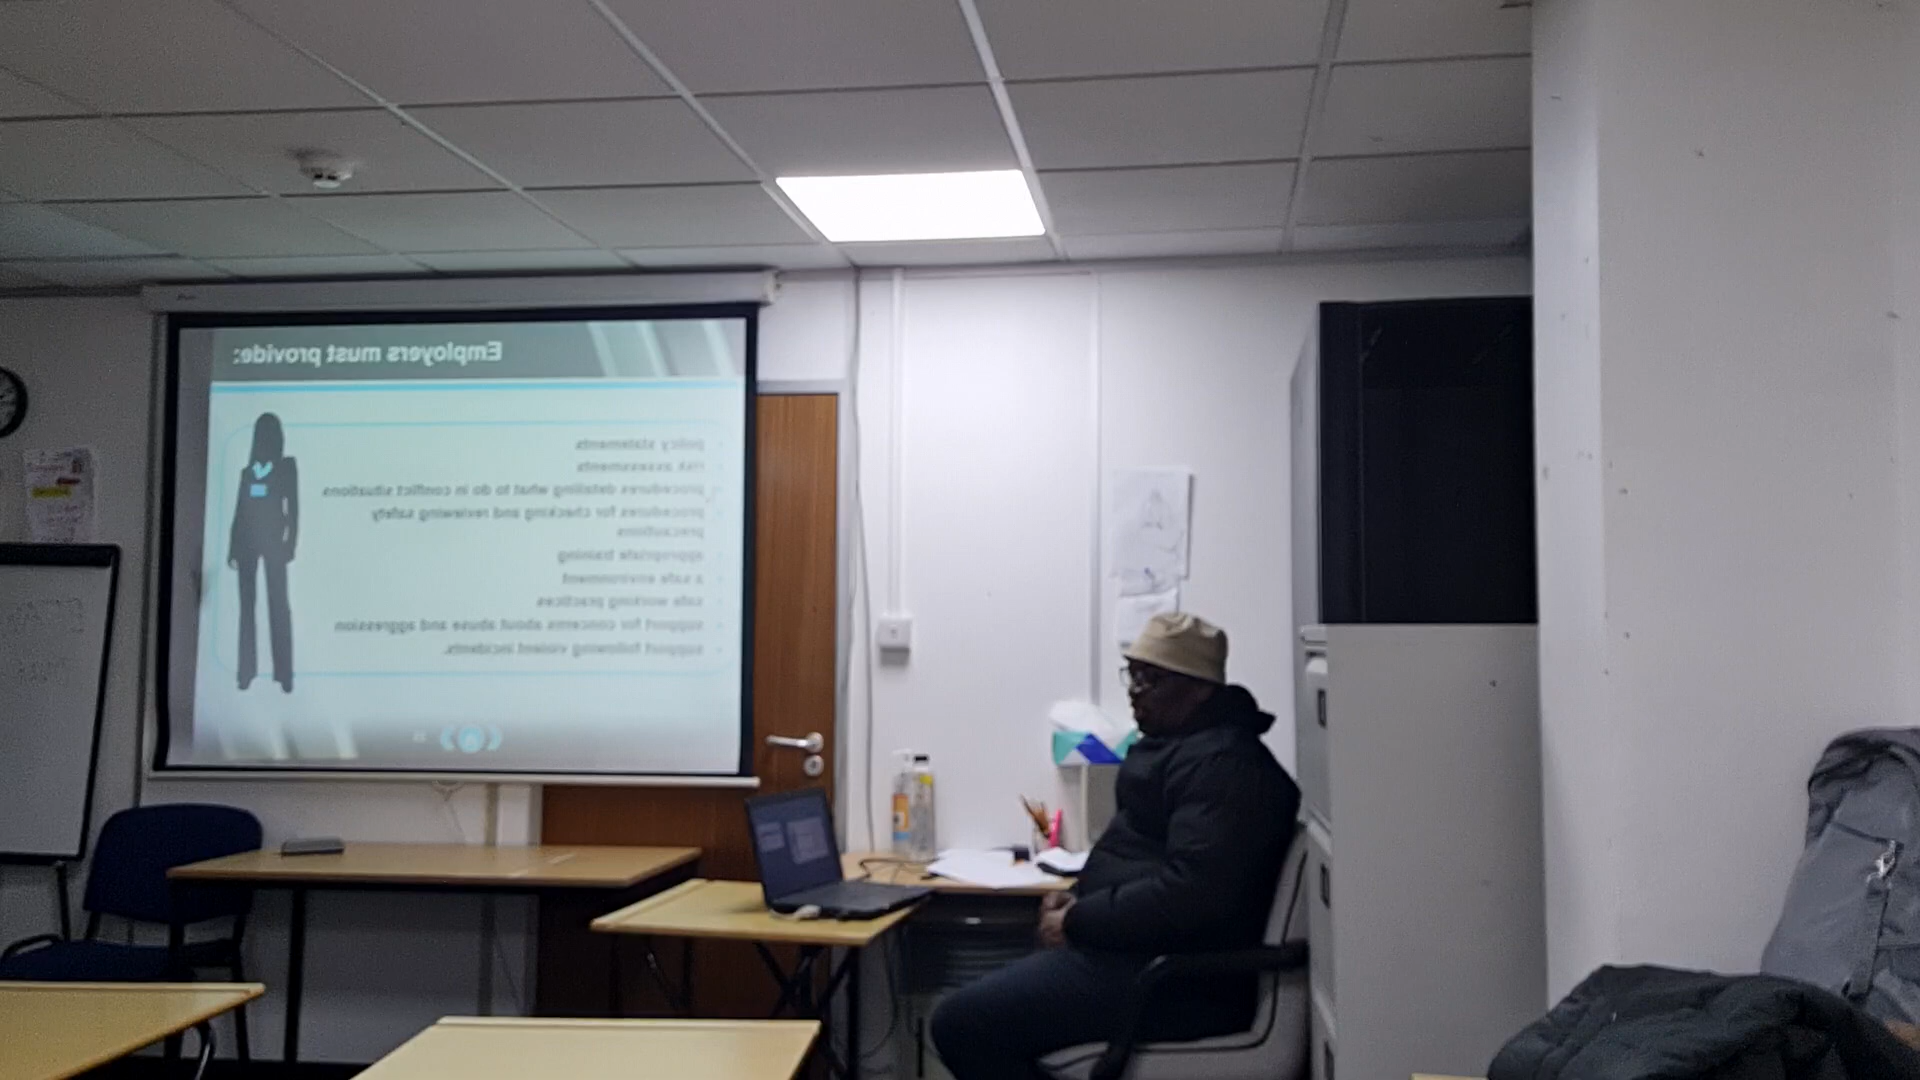 Employers must provide:
policy statements
risk assessments
procedures detailing what to do in conflict situations
procedures for checking and reviewing safety
precautions
appropriate training
a safe environment
safe working practices
support for concerns about abuse and aggression
support following violent incidents.